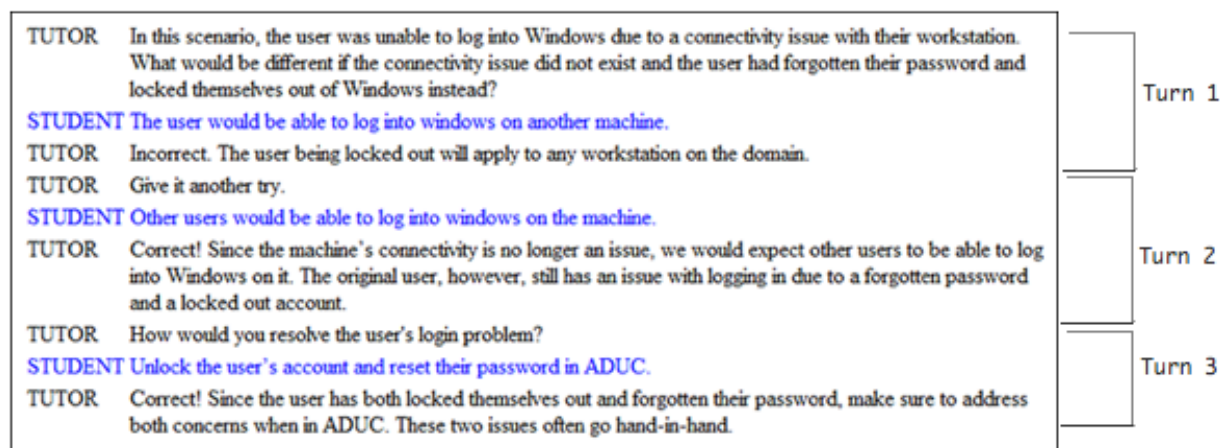 TUTOR In this scenario, the user was unable to log into Windows due to a connectivity issue with their workstation.
What would be different if the connectivity issue did not exist and the user had forgotten their password and
locked themselves out of Windows instead?
Turn 1
STUDENT The user would be able to log into windows on another machine.
TUTOR Incorrect. The user being locked out will apply to any workstation on the domain.
TUTOR Give it another try.
STUDENT Other users would be able to log into windows on the machine.
TUTOR Correct! Since the machine's connectivity is no longer an issue, we would expect other users to be able to log
into Windows on it. The original user, however, still has an issue with logging in due to a forgotten password
and a locked out account.
Turn 2
TUTOR How would you resolve the user's login problem?
STUDENT Unlock the user's account and reset their password in ADUC.
Turn 3
TUTOR Correct! Since the user has both locked themselves out and forgotten their password, make sure to address
both concerns when in ADUC. These two issues often go hand-in-hand.